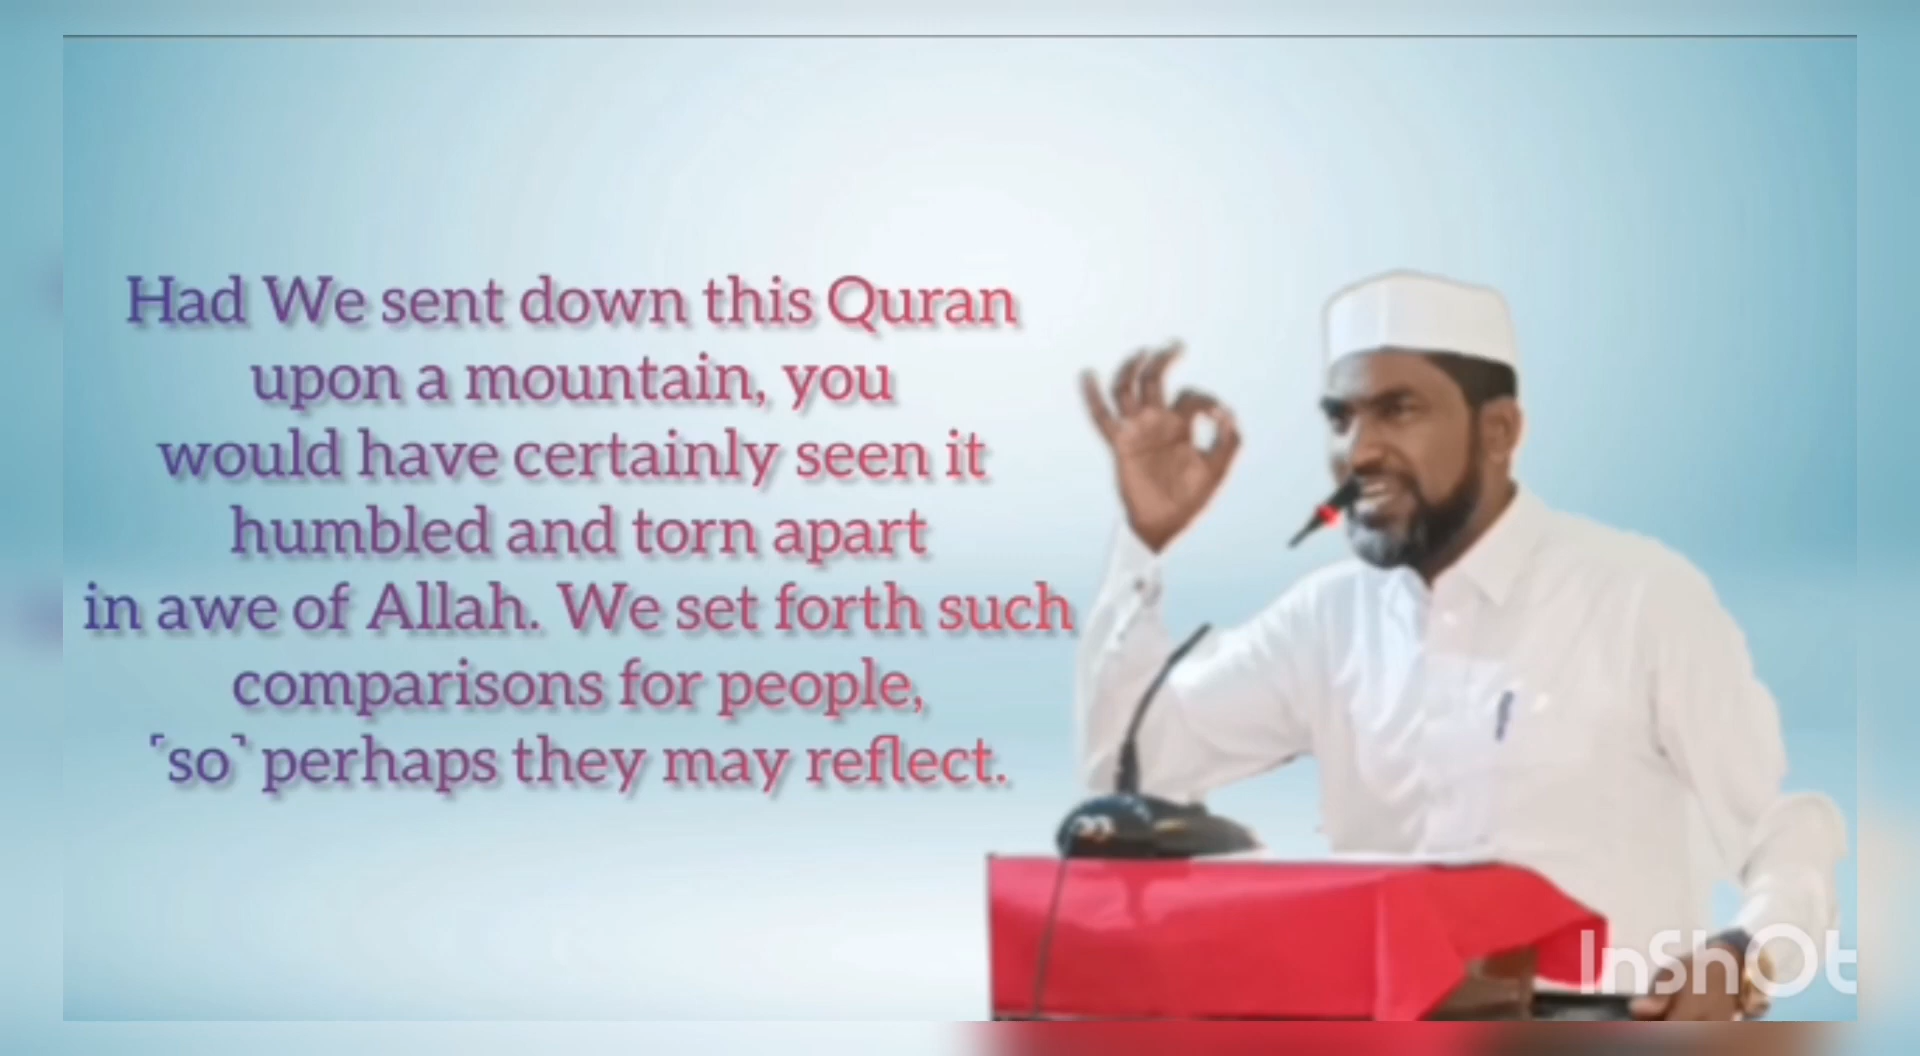 Had We sent down this Quran
upon a mountain, you
would have certainly seen it
humbled and torn apart
in awe of Allah. We set forth such
comparisons for people,
˹so˺ perhaps they may reflect.
InShOt